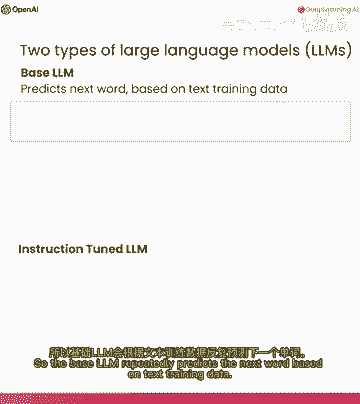 OpenAI
DeepLearning.AI
Two types of large language models (LLMs)
Base LLM
Predicts next word, based on text training data
Instruction Tuned LLM
所以基础LLM会根据文本训练数据反复预测下一个单词。
So the base LLM repeatedly predicts the next word based
on text training data.